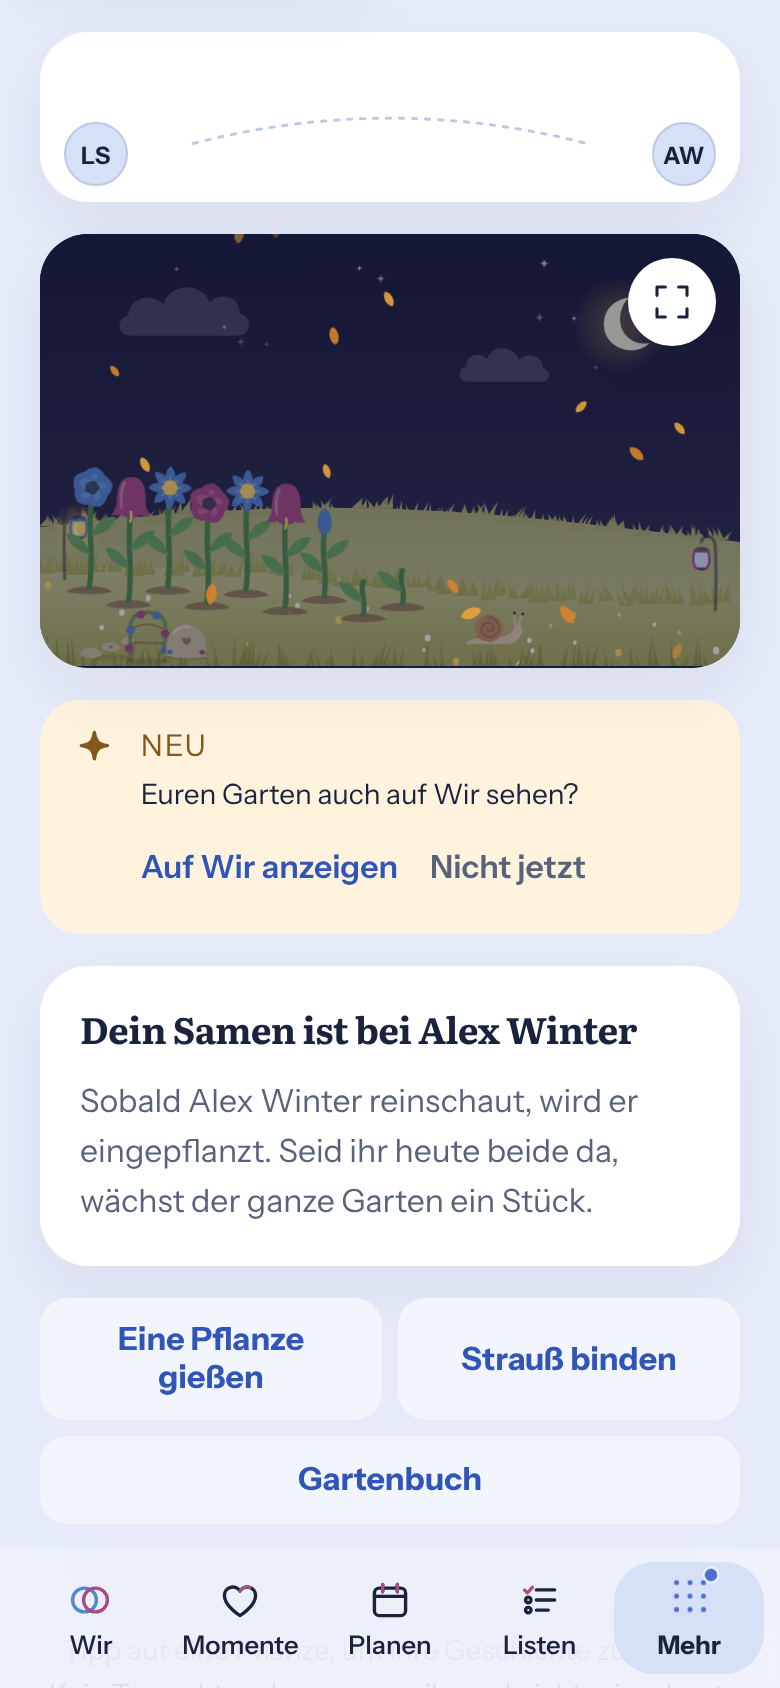 LS
AW
NEU
Euren Garten auch auf Wir sehen?
Auf Wir anzeigen
Nicht jetzt
Dein Samen ist bei Alex Winter
Sobald Alex Winter reinschaut, wird er
eingepflanzt. Seid ihr heute beide da,
wächst der ganze Garten ein Stück.
Eine Pflanze
gießen
Strauß binden
Gartenbuch
Wir
Momente
Planen
Listen
Mehr